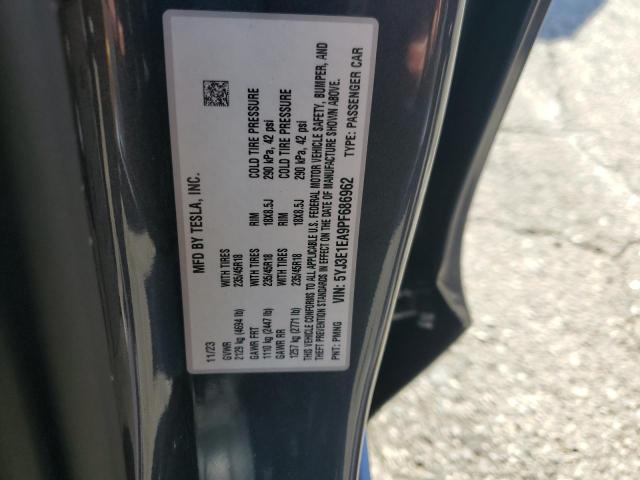 MFD BY TESLA, INC.
11/23
GVWR WITH TIRES RIM COLD TIRE PRESSURE
2129 kg (4694 lb) 235/45R18 18X8.5J 290 kPa, 42 psi
GAWR FRT WITH TIRES RIM COLD TIRE PRESSURE
1110 kg (2447 lb) 235/45R18 18X8.5J 290 kPa, 42 psi
GAWR RR
1257 kg (2771 lb)
THIS VEHICLE CONFORMS TO ALL APPLICABLE U.S. FEDERAL MOTOR VEHICLE SAFETY, BUMPER, AND
THEFT PREVENTION STANDARDS IN EFFECT ON THE DATE OF MANUFACTURE SHOWN ABOVE.
VIN: 5YJ3E1EA9PF686962
PNT: PMNG TYPE: PASSENGER CAR